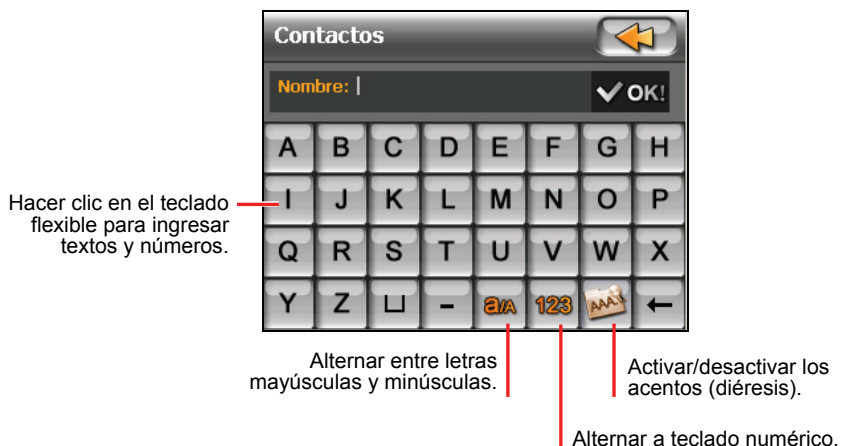 Contactos
Nombre:
OK!
A B C D E F G H
Hacer clic en el teclado
flexible para ingresar
textos y números.
I J K L M N O P
Q R S T U V W X
Y Z - a/A 123 AAA ←
Alternar entre letras
mayúsculas y minúsculas.
Activar/desactivar los
acentos (diéresis).
Alternar a teclado numérico.